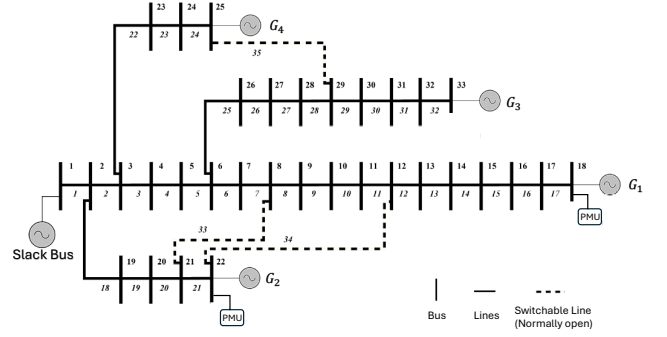 23 24 25
G4
22 23 24
35
26 27 28 29 30 31 32 33
G3
25 26 27 28 29 30 31 32
1 2 3 4 5 6 7 8 9 10 11 12 13 14 15 16 17 18
G1
1 2 3 4 5 6 7 8 9 10 11 12 13 14 15 16 17
PMU
33
34
Slack Bus
19 20 21 22
G2
18 19 20 21
PMU
Bus
Lines
Switchable Line
(Normally open)